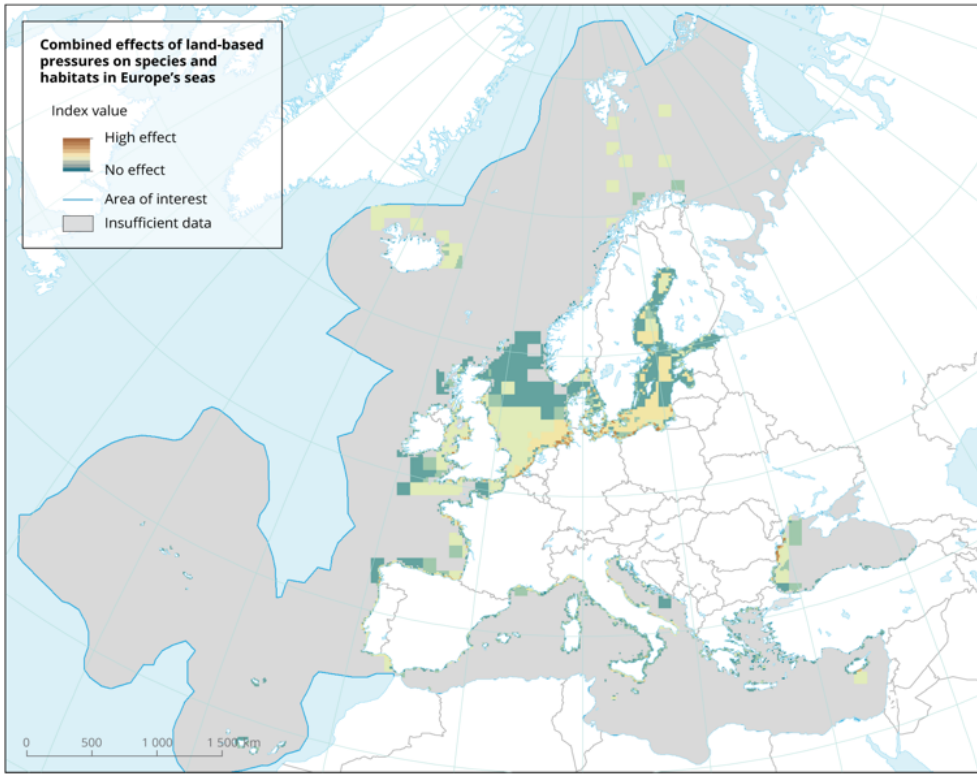 Combined effects of land-based
pressures on species and
habitats in Europe's seas
Index value
High effect
No effect
Area of interest
Insufficient data
0 500 1 000 1 500 km